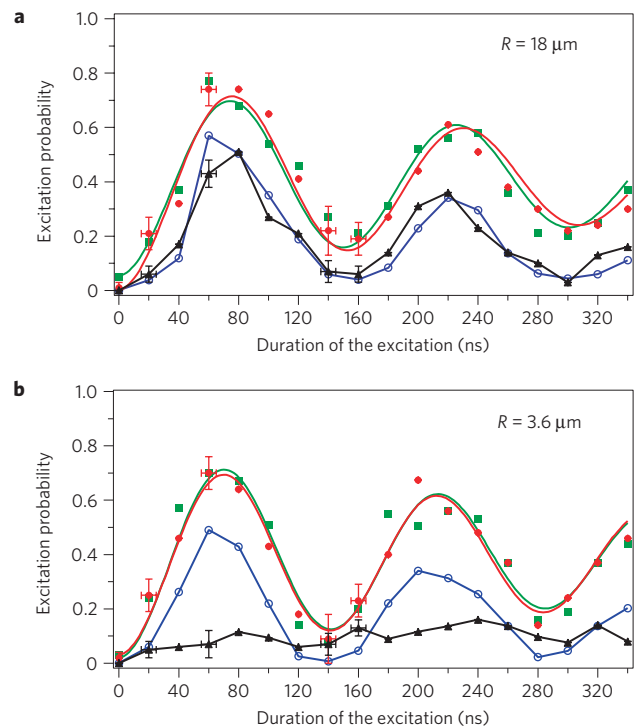 a
R = 18 μm
1.0
0.8
0.6
0.4
0.2
0
Excitation probability
0 40 80 120 160 200 240 280 320
Duration of the excitation (ns)
b
R = 3.6 μm
1.0
0.8
0.6
0.4
0.2
0
Excitation probability
0 40 80 120 160 200 240 280 320
Duration of the excitation (ns)